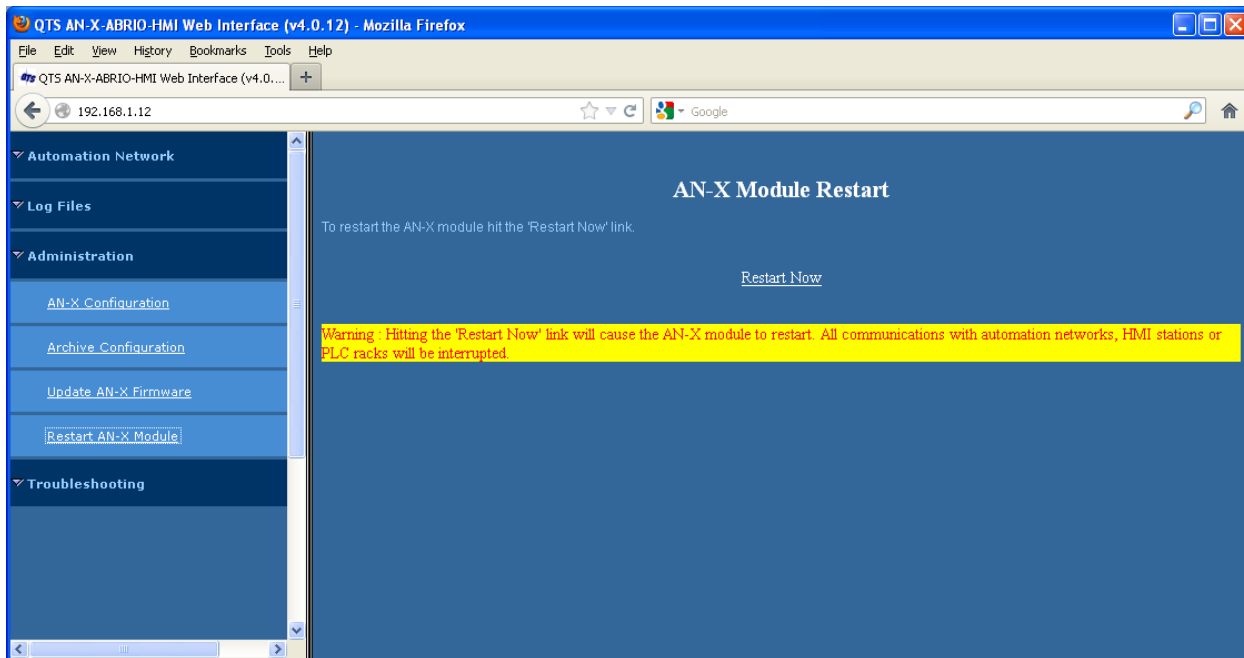 QTS AN-X-ABRIO-HMI Web Interface (v4.0.12) - Mozilla Firefox
File Edit View History Bookmarks Tools Help
QTS QTS AN-X-ABRIO-HMI Web Interface (v4.0.... +
192.168.1.12 Google
Automation Network
Log Files
Administration
AN-X Configuration
Archive Configuration
Update AN-X Firmware
Restart AN-X Module
Troubleshooting
AN-X Module Restart
To restart the AN-X module hit the 'Restart Now' link.
Restart Now
Warning : Hitting the 'Restart Now' link will cause the AN-X module to restart. All communications with automation networks, HMI stations or
PLC racks will be interrupted.